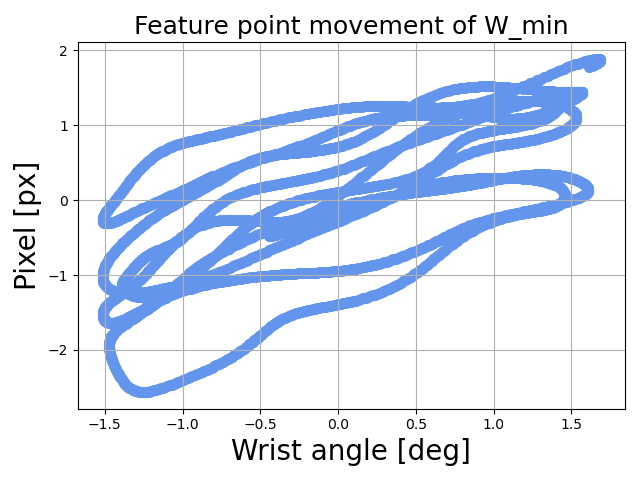 Feature point movement of W_min
Pixel [px]
2
1
0
−1
−2
−1.5 −1.0 −0.5 0.0 0.5 1.0 1.5
Wrist angle [deg]